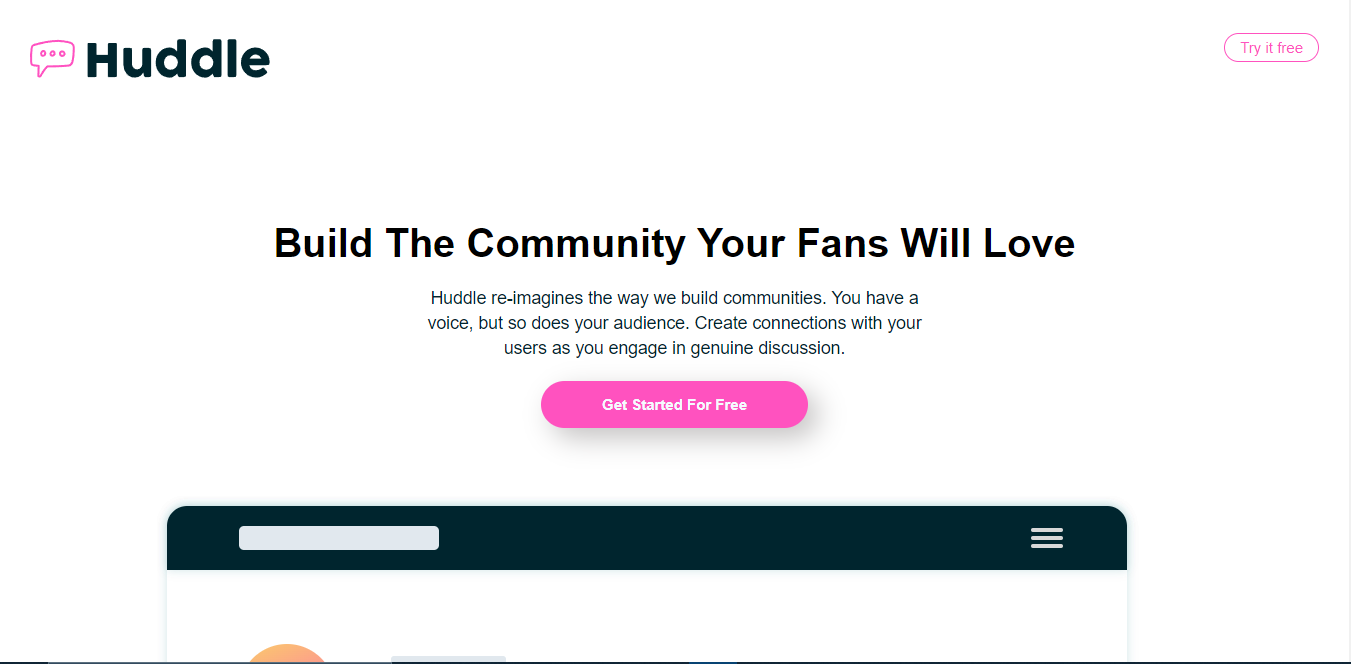 Huddle
Try it free
Build The Community Your Fans Will Love
Huddle re-imagines the way we build communities. You have a
voice, but so does your audience. Create connections with your
users as you engage in genuine discussion.
Get Started For Free